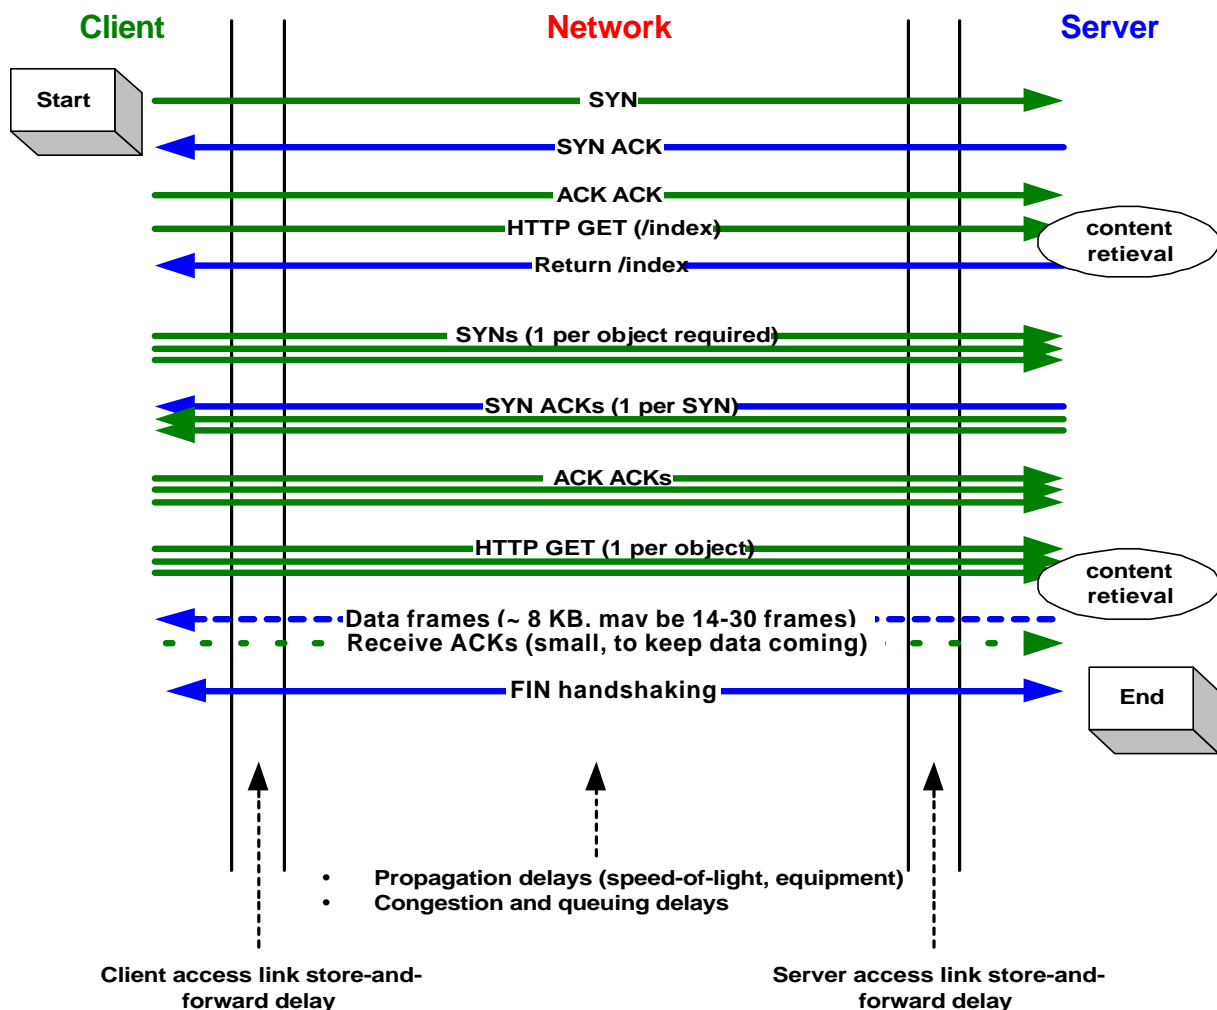 Client
Network
Server
Start
SYN
SYN ACK
ACK ACK
HTTP GET (/index)
content
retieval
Return /index
SYNs (1 per object required)
SYN ACKs (1 per SYN)
ACK ACKs
HTTP GET (1 per object)
content
retieval
Data frames (~ 8 KB. may be 14-30 frames)
Receive ACKs (small, to keep data coming)
FIN handshaking
End
• Propagation delays (speed-of-light, equipment)
• Congestion and queuing delays
Client access link store-and-
forward delay
Server access link store-and-
forward delay